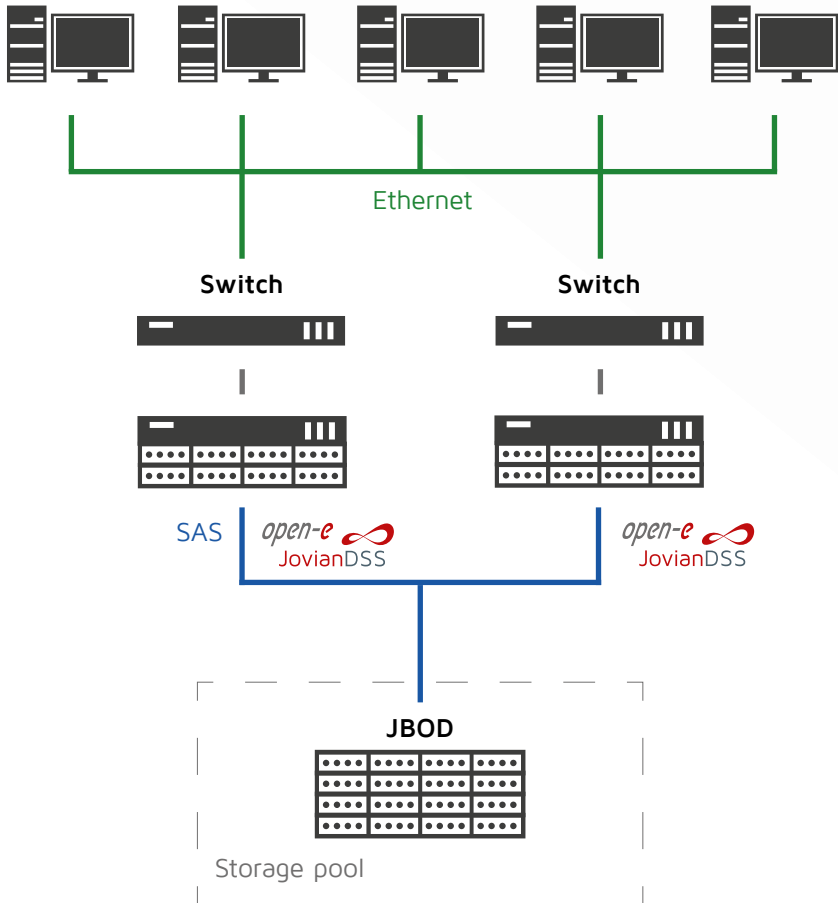 Ethernet
Switch
Switch
SAS
open-e
JovianDSS
open-e
JovianDSS
JBOD
Storage pool